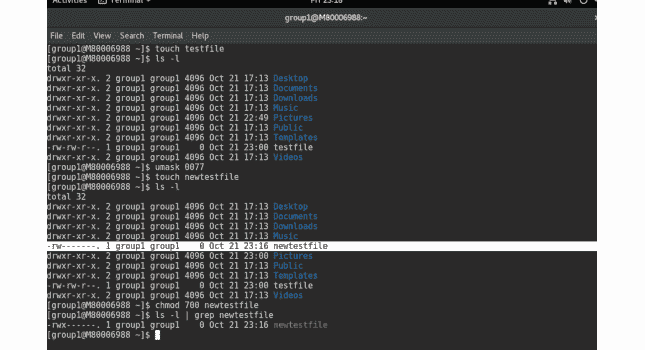 Activities Terminal Fri 23:18
group1@M80006988:~
File Edit View Search Terminal Help
[group1@M80006988 ~]$ touch testfile
[group1@M80006988 ~]$ ls -l
total 32
drwxr-xr-x. 2 group1 group1 4096 Oct 21 17:13 Desktop
drwxr-xr-x. 2 group1 group1 4096 Oct 21 17:13 Documents
drwxr-xr-x. 2 group1 group1 4096 Oct 21 17:13 Downloads
drwxr-xr-x. 2 group1 group1 4096 Oct 21 17:13 Music
drwxr-xr-x. 2 group1 group1 4096 Oct 21 22:49 Pictures
drwxr-xr-x. 2 group1 group1 4096 Oct 21 17:13 Public
drwxr-xr-x. 2 group1 group1 4096 Oct 21 17:13 Templates
-rw-rw-r--. 1 group1 group1 0 Oct 21 23:00 testfile
drwxr-xr-x. 2 group1 group1 4096 Oct 21 17:13 Videos
[group1@M80006988 ~]$ umask 0077
[group1@M80006988 ~]$ touch newtestfile
[group1@M80006988 ~]$ ls -l
total 32
drwxr-xr-x. 2 group1 group1 4096 Oct 21 17:13 Desktop
drwxr-xr-x. 2 group1 group1 4096 Oct 21 17:13 Documents
drwxr-xr-x. 2 group1 group1 4096 Oct 21 17:13 Downloads
drwxr-xr-x. 2 group1 group1 4096 Oct 21 17:13 Music
-rw-------. 1 group1 group1 0 Oct 21 23:16 newtestfile
drwxr-xr-x. 2 group1 group1 4096 Oct 21 23:00 Pictures
drwxr-xr-x. 2 group1 group1 4096 Oct 21 17:13 Public
drwxr-xr-x. 2 group1 group1 4096 Oct 21 17:13 Templates
-rw-rw-r--. 1 group1 group1 0 Oct 21 23:00 testfile
drwxr-xr-x. 2 group1 group1 4096 Oct 21 17:13 Videos
[group1@M80006988 ~]$ chmod 700 newtestfile
[group1@M80006988 ~]$ ls -l | grep newtestfile
-rwx------. 1 group1 group1 0 Oct 21 23:16 newtestfile
[group1@M80006988 ~]$